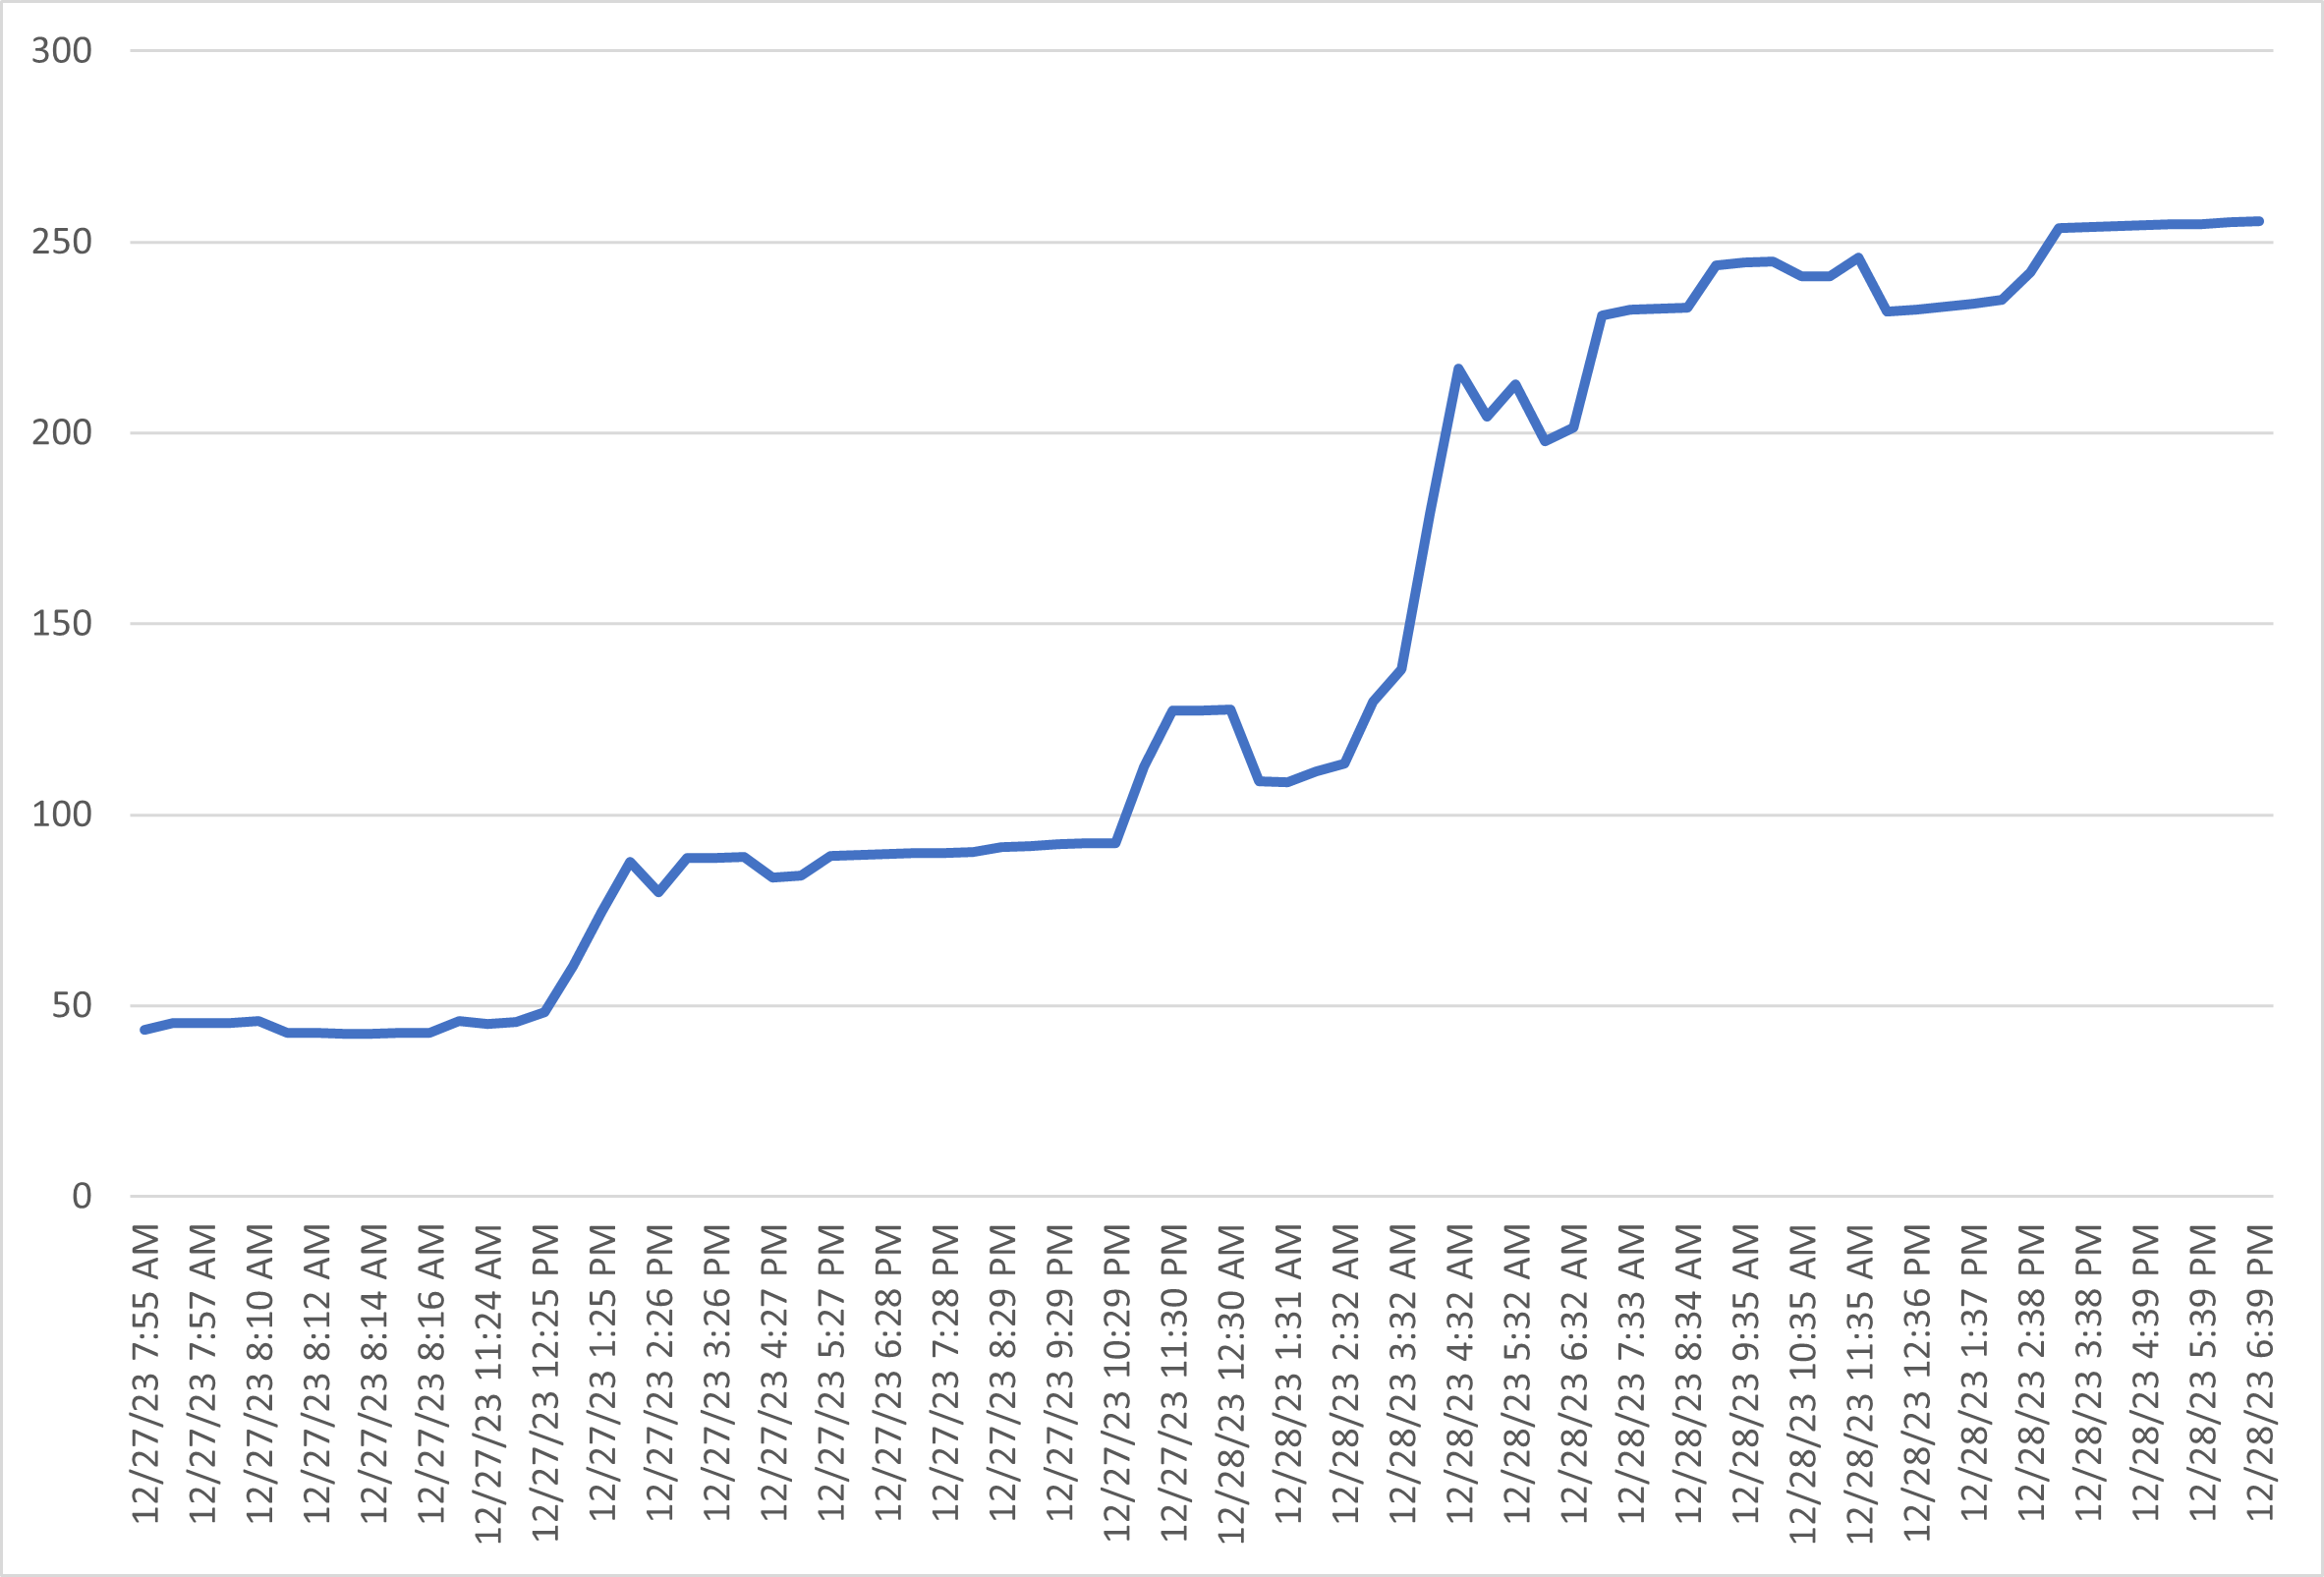 300
250
200
150
100
50
0
12/27/23 7:55 AM
12/27/23 7:57 AM
12/27/23 8:10 AM
12/27/23 8:12 AM
12/27/23 8:14 AM
12/27/23 8:16 AM
12/27/23 11:24 AM
12/27/23 12:25 PM
12/27/23 1:25 PM
12/27/23 2:26 PM
12/27/23 3:26 PM
12/27/23 4:27 PM
12/27/23 5:27 PM
12/27/23 6:28 PM
12/27/23 7:28 PM
12/27/23 8:29 PM
12/27/23 9:29 PM
12/27/23 10:29 PM
12/27/23 11:30 PM
12/28/23 12:30 AM
12/28/23 1:31 AM
12/28/23 2:32 AM
12/28/23 3:32 AM
12/28/23 4:32 AM
12/28/23 5:32 AM
12/28/23 6:32 AM
12/28/23 7:33 AM
12/28/23 8:34 AM
12/28/23 9:35 AM
12/28/23 10:35 AM
12/28/23 11:35 AM
12/28/23 12:36 PM
12/28/23 1:37 PM
12/28/23 2:38 PM
12/28/23 3:38 PM
12/28/23 4:39 PM
12/28/23 5:39 PM
12/28/23 6:39 PM